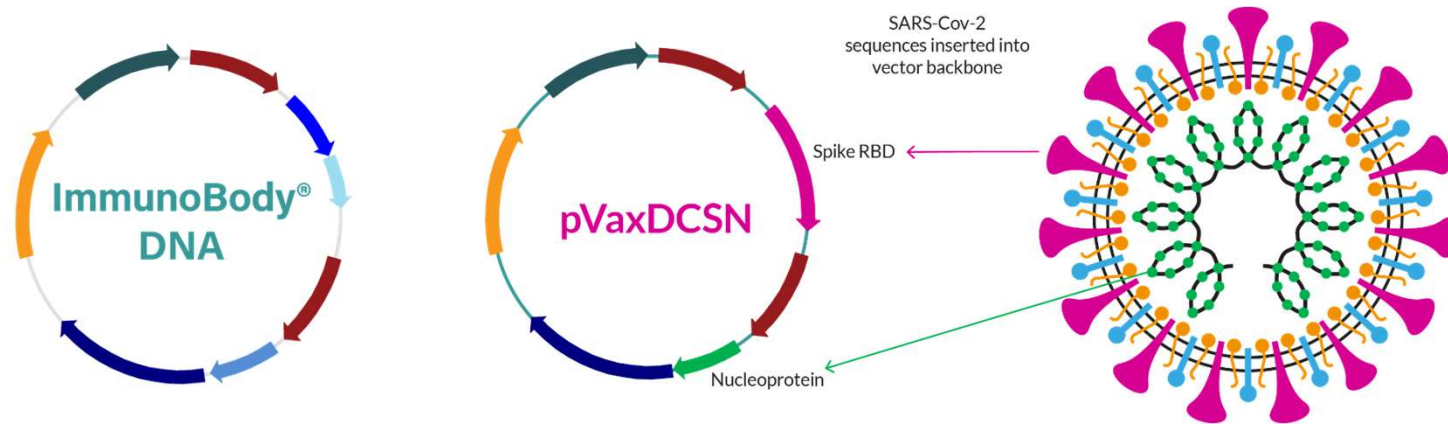 ImmunoBody®
DNA
pVaxDCSN
SARS-Cov-2
sequences inserted into
vector backbone
Spike RBD
Nucleoprotein